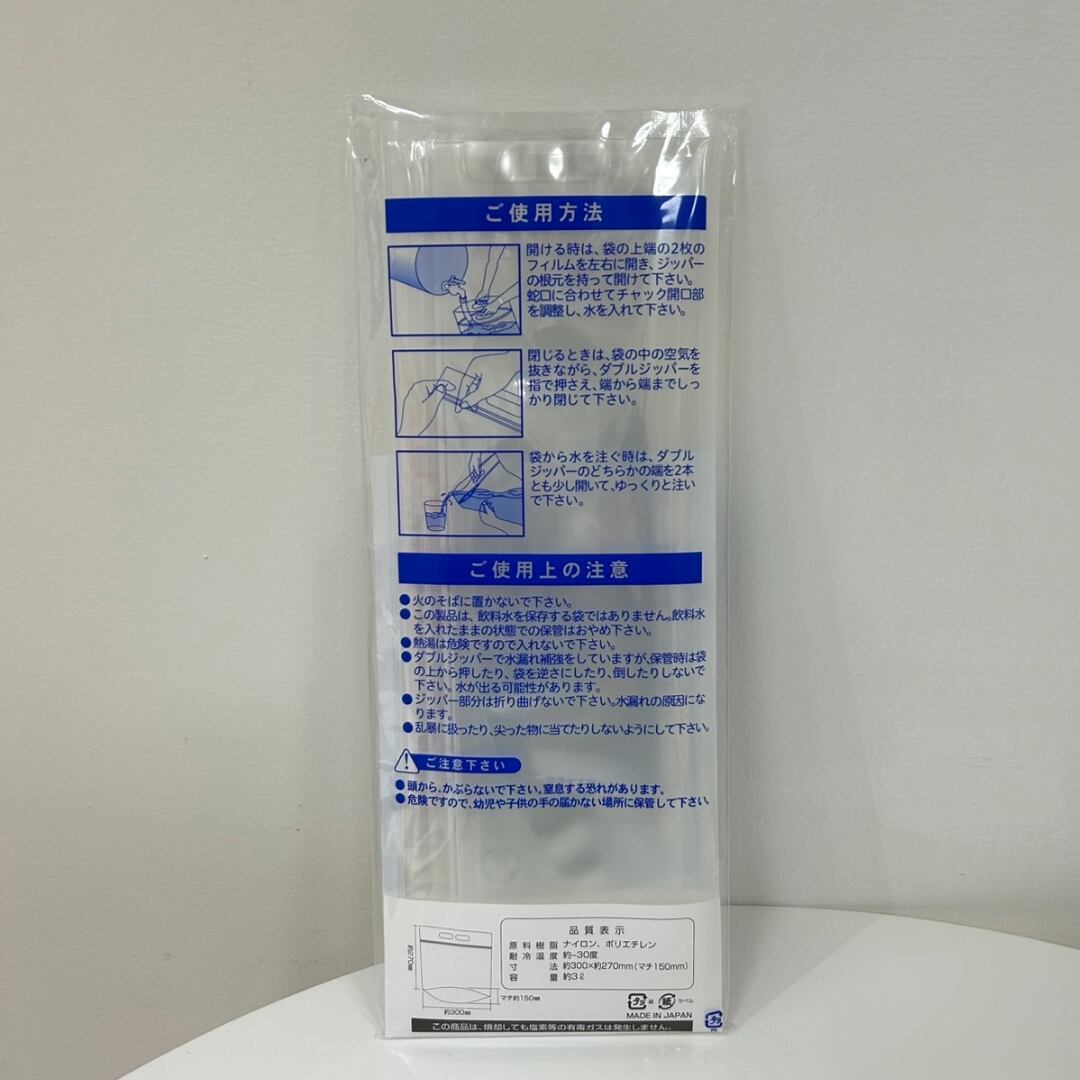 ご使用方法
開ける時は、袋の上端の2枚の
フィルムを左右に開き、ジッパー
の根元を持って開けて下さい。
蛇口に合わせてチャック開口部
を調整し、水を入れて下さい。
閉じるときは、袋の中の空気を
抜きながら、ダブルジッパーを
指で押さえ、端から端までしっ
かり閉じて下さい。
袋から水を注ぐ時は、ダブル
ジッパーのどちらかの端を2本
とも少し開いて、ゆっくりと注い
で下さい。
ご使用上の注意
●火のそばに置かないで下さい。
●この製品は、飲料水を保存する袋ではありません。飲料水
を入れたままの状態での保管はおやめ下さい。
●熱湯は危険ですので入れないで下さい。
●ダブルジッパーで水漏れ補強をしていますが、保管時は袋
の上から押したり、袋を逆さにしたり、倒したりしないで
下さい。水が出る可能性があります。
●ジッパー部分は折り曲げないで下さい。水漏れの原因にな
ります。
●乱暴に扱ったり、尖った物に当てたりしないようにして下さい。
ご注意下さい
●頭から、かぶらないで下さい。窒息する恐れがあります。
●危険ですので、幼児や子供の手の届かない場所に保管して下さい。
品質表示
原料樹脂 ナイロン、ポリエチレン
耐冷温度 約-30度
寸法 約300×約270mm(マチ150mm)
容量 約3ℓ
約270mm
マチ約150mm
約300mm
プラ 袋 紙 ラベル
MADE IN JAPAN
この商品は、焼却しても塩素等の有毒ガスは発生しません。
プラ